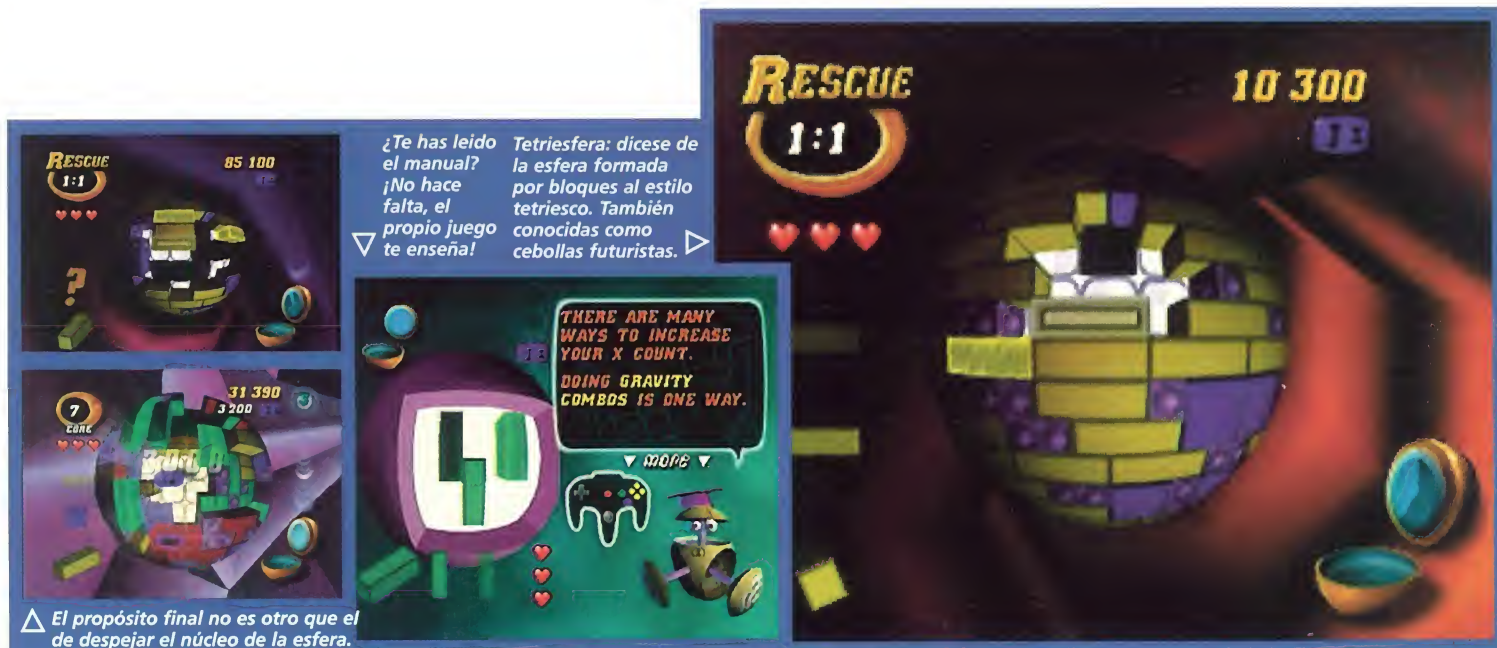 RESCUE
1:1
85 100
?
¿Te has leido
el manual?
¡No hace
falta, el
propio juego
te enseña!
Tetriesfera: dicese de
la esfera formada
por bloques al estilo
tetriesco. También
conocidas como
cebollas futuristas.
7
CORE
31 390
3 200
3
△ El propósito final no es otro que el
de despejar el núcleo de la esfera.
THERE ARE MANY
WAYS TO INCREASE
YOUR X COUNT.
DOING GRAVITY
COMBOS IS ONE WAY.
▼ MORE ▼
RESCUE
1:1
10 300